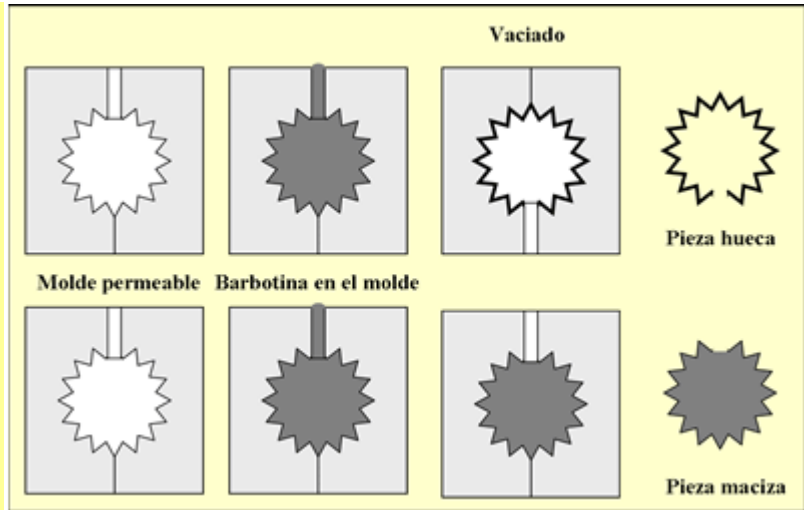 Vaciado
Pieza hueca
Molde permeable
Barbotina en el molde
Pieza maciza